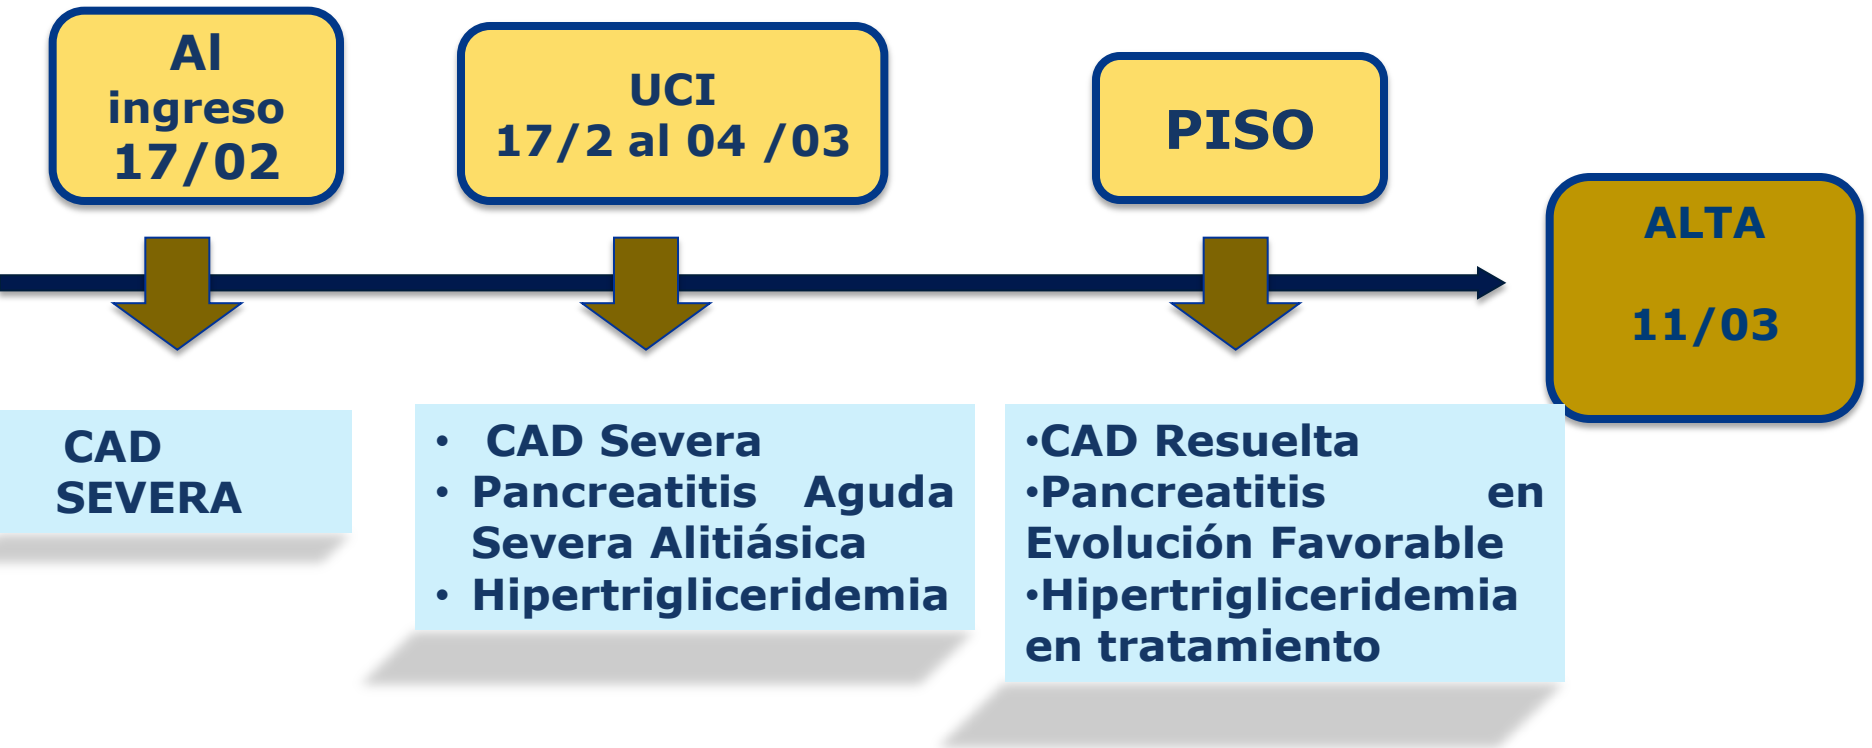 Al
ingreso
17/02
UCI
17/2 al 04 /03
PISO
ALTA
11/03
CAD
SEVERA
• CAD Severa
• Pancreatitis Aguda
Severa Alitiásica
• Hipertrigliceridemia
•CAD Resuelta
•Pancreatitis en
Evolución Favorable
•Hipertrigliceridemia
en tratamiento